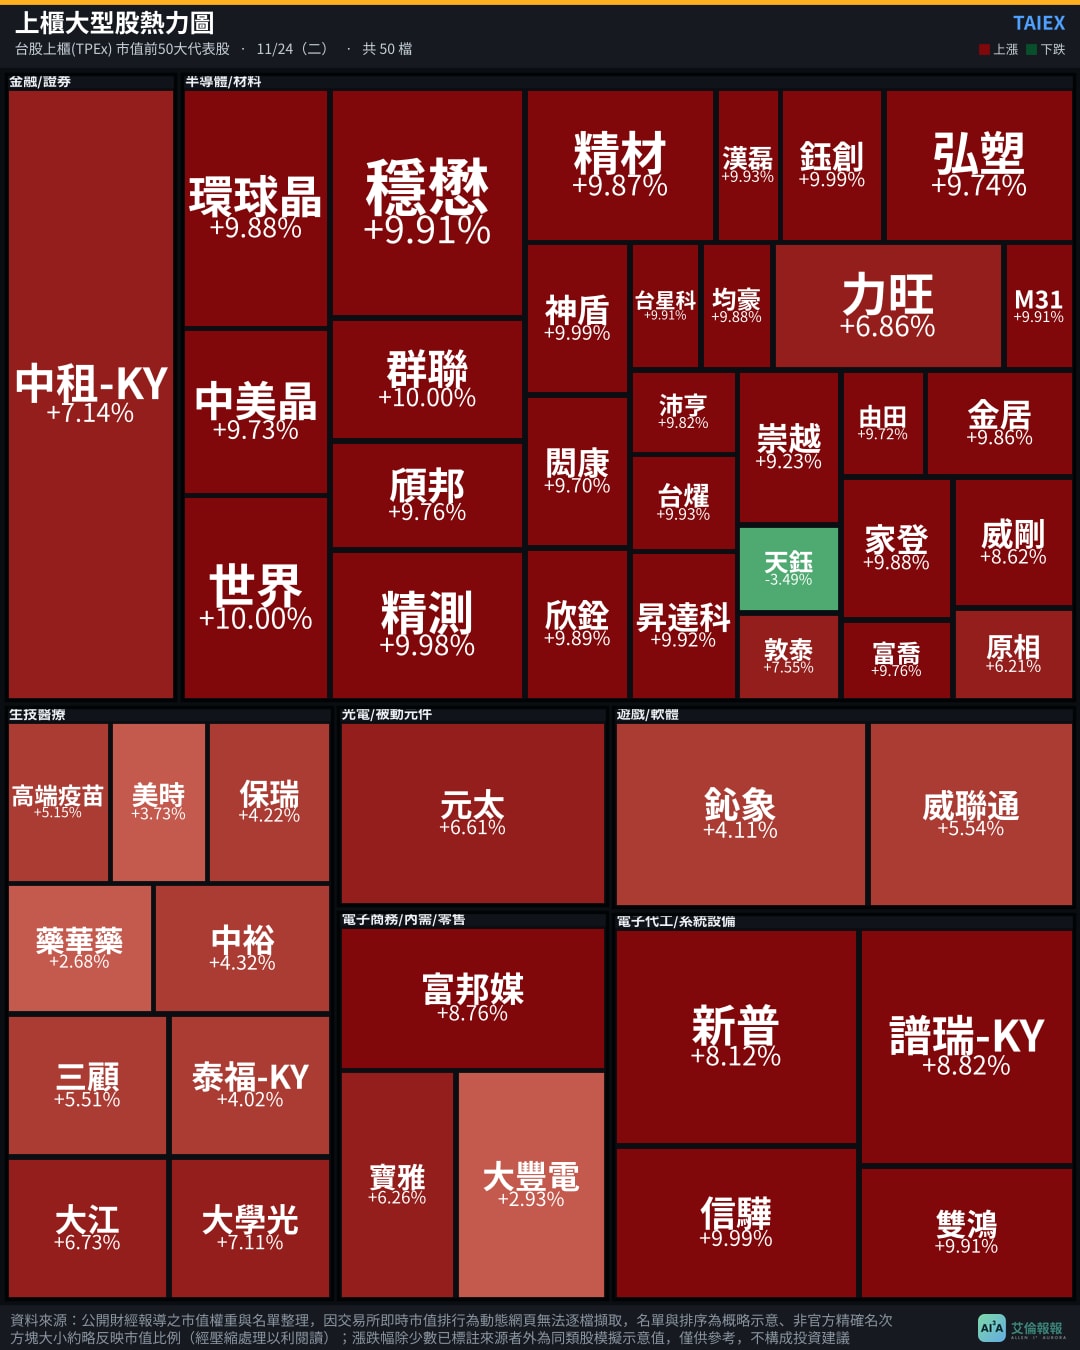 上櫃大型股熱力圖
TAIEX
台股上櫃(TPEx) 市值前50大代表股 · 11/24（二） · 共 50 檔
上漲 下跌
金融/證券
中租-KY
+7.14%
半導體/材料
環球晶
+9.88%
穩懋
+9.91%
精材
+9.87%
漢磊
+9.93%
鈺創
+9.99%
弘塑
+9.74%
神盾
+9.99%
台星科
+9.91%
均豪
+9.88%
力旺
+6.86%
M31
+9.91%
中美晶
+9.73%
群聯
+10.00%
頎邦
+9.76%
閎康
+9.70%
沛亨
+9.82%
台燿
+9.93%
崇越
+9.23%
由田
+9.72%
金居
+9.86%
世界
+10.00%
精測
+9.98%
欣銓
+9.89%
昇達科
+9.92%
天鈺
-3.49%
敦泰
+7.55%
家登
+9.88%
威剛
+8.62%
富喬
+9.76%
原相
+6.21%
生技醫療
高端疫苗
+5.15%
美時
+3.73%
保瑞
+4.22%
藥華藥
+2.68%
中裕
+4.32%
三顧
+5.51%
泰福-KY
+4.02%
大江
+6.73%
大學光
+7.11%
光電/被動元件
元太
+6.61%
電子商務/內需/零售
富邦媒
+8.76%
寶雅
+6.26%
大豐電
+2.93%
遊戲/軟體
鈊象
+4.11%
威聯通
+5.54%
電子代工/系統設備
新普
+8.12%
譜瑞-KY
+8.82%
信驊
+9.99%
雙鴻
+9.91%
資料來源：公開財經報導之市值權重與名單整理，因交易所即時市值排行為動態網頁無法逐檔擷取，名單與排序為概略示意、非官方精確名次
方塊大小約略反映市值比例（經壓縮處理以利閱讀）；漲跌幅除少數已標註來源者外為同類股模擬示意值，僅供參考，不構成投資建議
艾倫報報